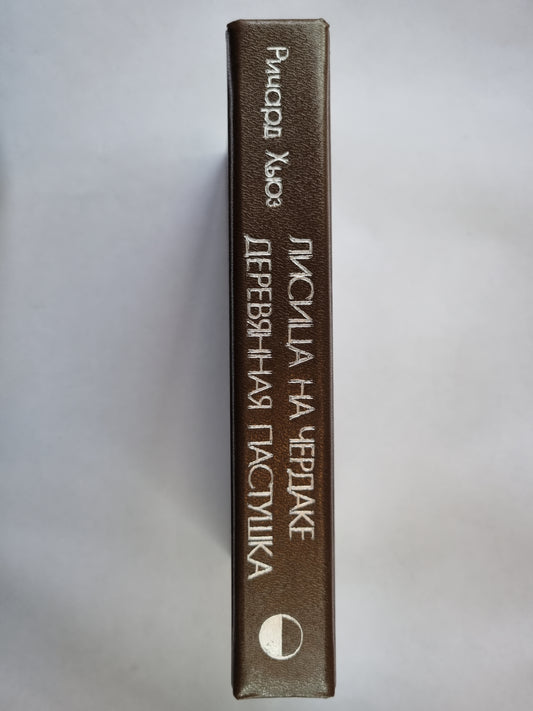 Ричард Хьюз
ЛИСИЦА НА ЧЕРДАКЕ
ДЕРЕВЯННАЯ ПАСТУШКА